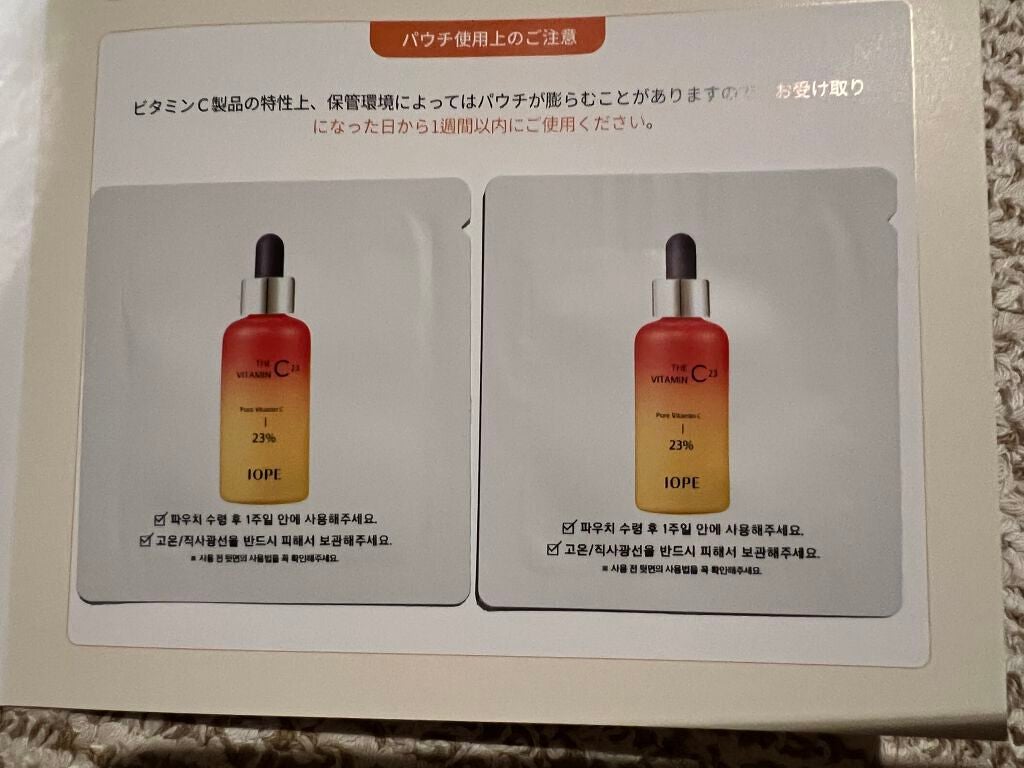 パウチ使用上のご注意
ビタミンC製品の特性上、保管環境によってはパウチが膨らむことがありますので、お受け取り
になった日から1週間以内にご使用ください。
THE
VITAMIN C 23
Pure Vitamin C
23%
IOPE
파우치 수령 후 1주일 안에 사용해주세요.
고온/직사광선을 반드시 피해서 보관해주세요.
※ 사용 전 뒷면의 사용법을 꼭 확인해주세요.
THE
VITAMIN C 23
Pure Vitamin C
23%
IOPE
파우치 수령 후 1주일 안에 사용해주세요.
고온/직사광선을 반드시 피해서 보관해주세요.
※ 사용 전 뒷면의 사용법을 꼭 확인해주세요.